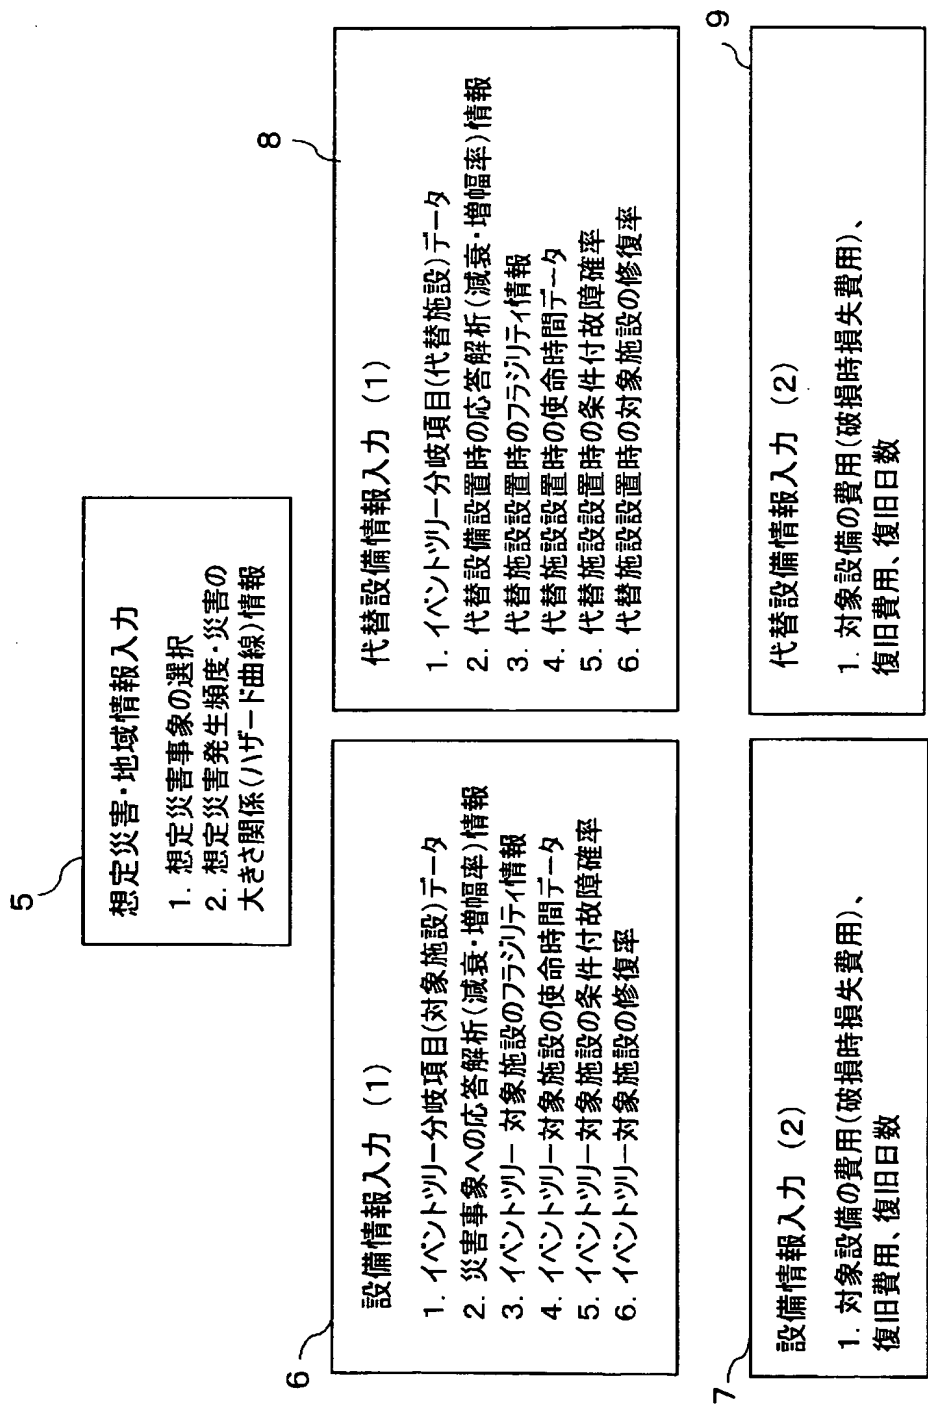 5
想定災害・地域情報入力
1. 想定災害事象の選択
2. 想定災害発生頻度・災害の
大きさ関係(ハザード曲線)情報
6
設備情報入力 (1)
1. イベントツリー分岐項目(対象施設)データ
2. 災害事象への応答解析(減衰・増幅率)情報
3. イベントツリー 対象施設のフラジリティ情報
4. イベントツリー対象施設の使命時間データ
5. イベントツリー対象施設の条件付故障確率
6. イベントツリー対象施設の修復率
8
代替設備情報入力 (1)
1. イベントツリー分岐項目(代替施設)データ
2. 代替設備設置時の応答解析(減衰・増幅率)情報
3. 代替施設設置時のフラジリティ情報
4. 代替施設設置時の使命時間データ
5. 代替施設設置時の条件付故障確率
6. 代替施設設置時の対象施設の修復率
7
設備情報入力 (2)
1. 対象設備の費用(破損時損失費用)、
復旧費用、復旧日数
9
代替設備情報入力 (2)
1. 対象設備の費用(破損時損失費用)、
復旧費用、復旧日数